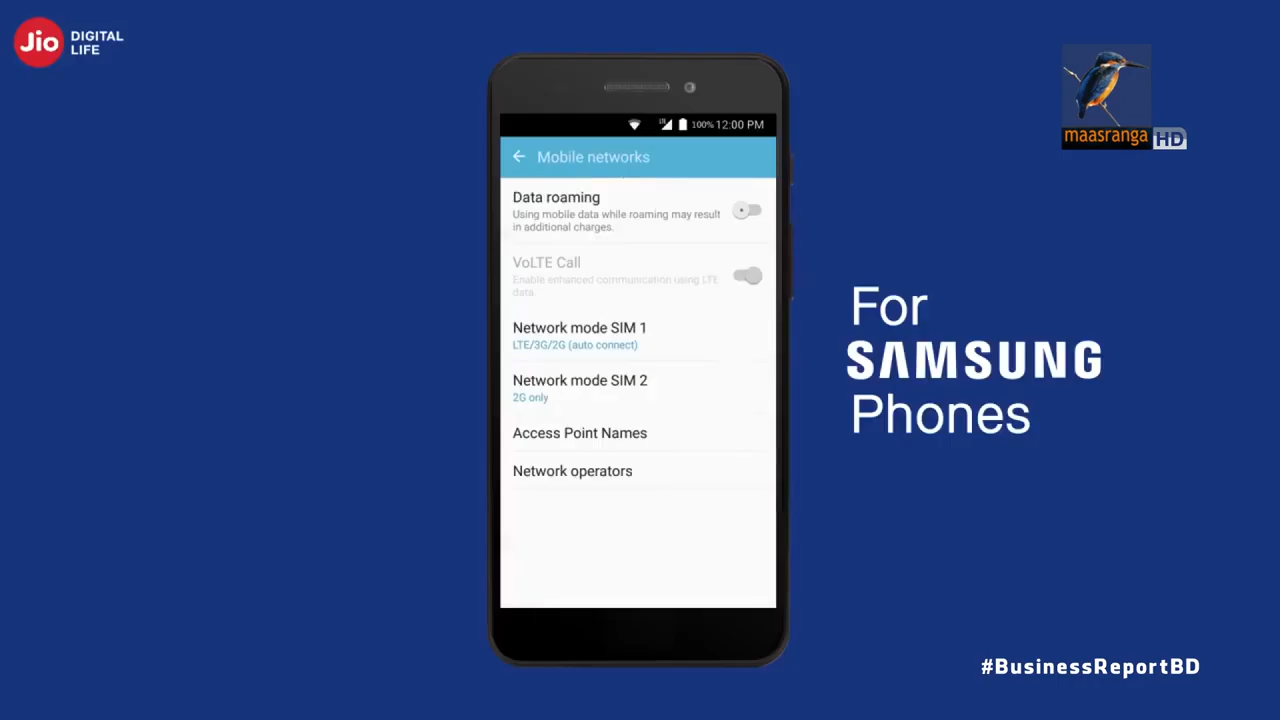 Jio DIGITAL
LIFE
maasranga HD
100% 12:00 PM
Mobile networks
Data roaming
Using mobile data while roaming may result
in additional charges.
VoLTE Call
Enable enhanced communication using LTE
data.
Network mode SIM 1
LTE/3G/2G (auto connect)
Network mode SIM 2
2G only
Access Point Names
Network operators
For
SAMSUNG
Phones
#BusinessReportBD